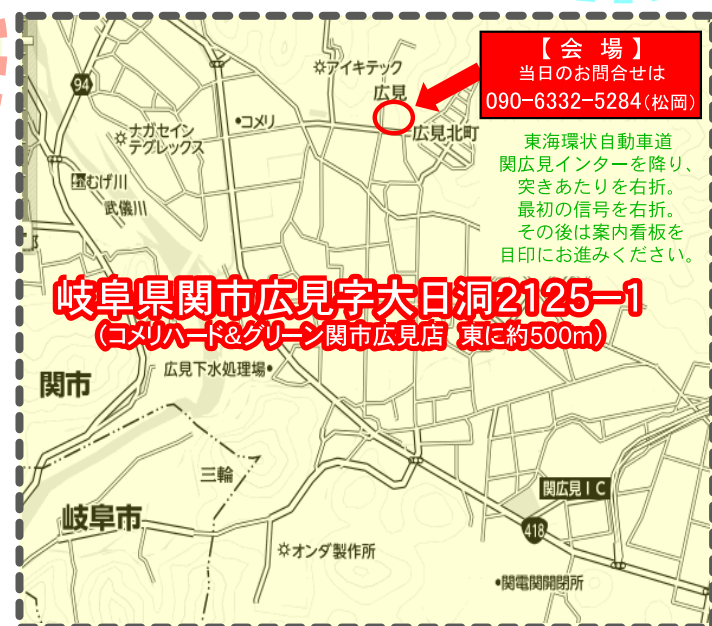 【 会 場 】
当日のお問合せは
090-6332-5284(松岡)
東海環状自動車道
関広見インターを降り、
突きあたりを右折。
最初の信号を右折。
その後は案内看板を
目印にお進みください。
94
アイキテック
広見
コメリ
広見北町
ナガセイン
テグレックス
むげ川
武儀川
岐阜県関市広見字大日洞2125−1
(コメリハード&グリーン関市広見店 東に約500m)
広見下水処理場
関市
三輪
関広見IC
岐阜市
418
オンダ製作所
関電関開閉所